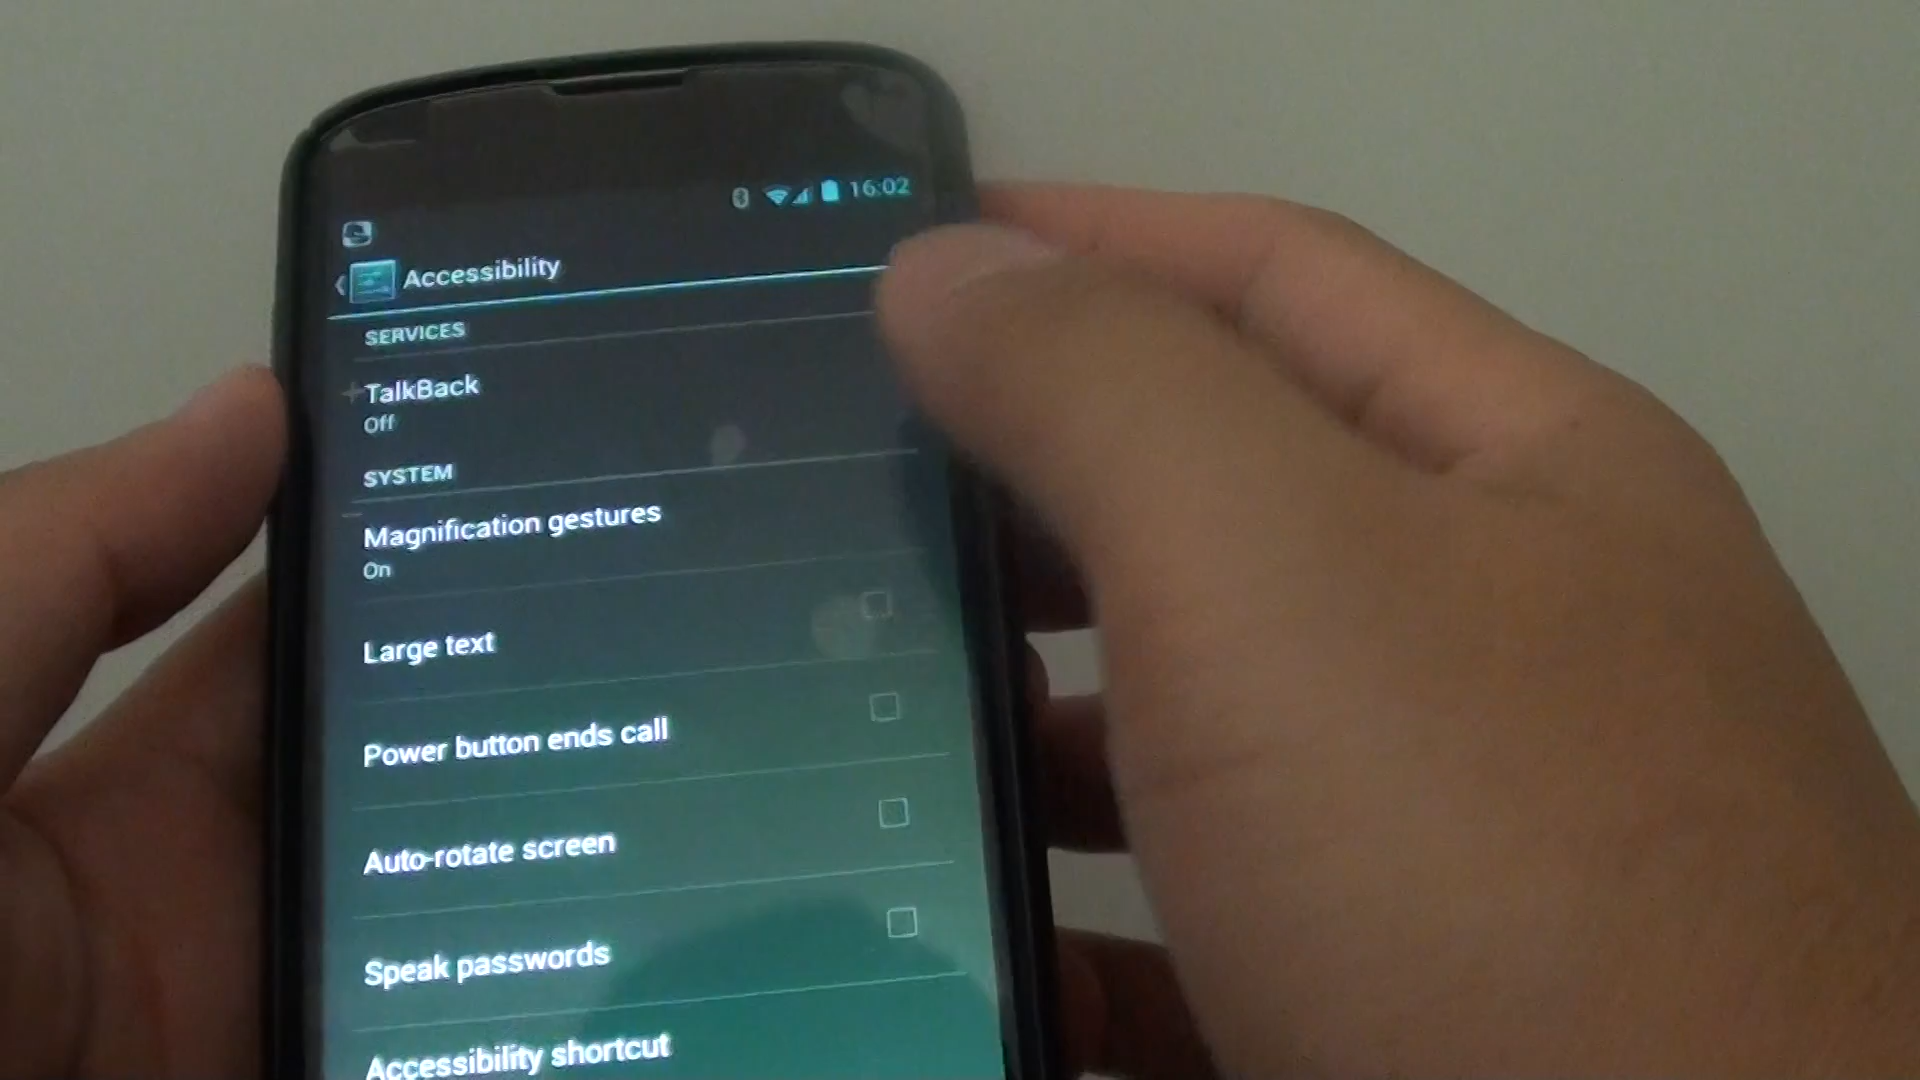 16:02
Accessibility
SERVICES
TalkBack
Off
SYSTEM
Magnification gestures
On
Large text
Power button ends call
Auto-rotate screen
Speak passwords
Accessibility shortcut